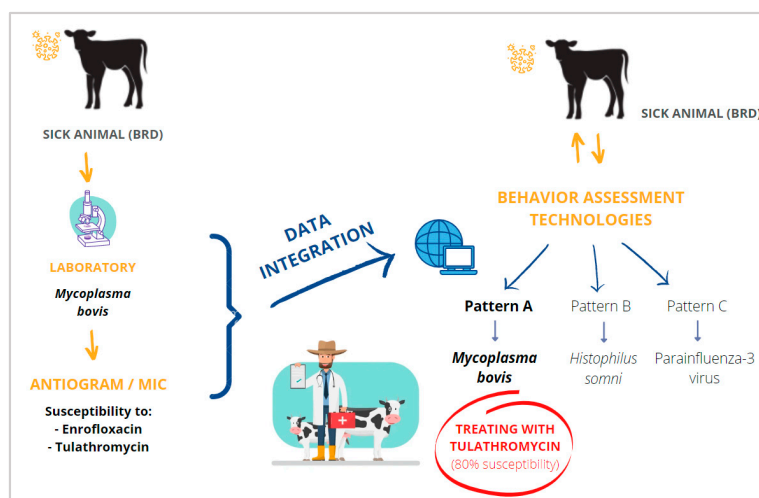 SICK ANIMAL (BRD)
LABORATORY
Mycoplasma
bovis
ANTIOGRAM / MIC
Susceptibility to:
- Enrofloxacin
- Tulathromycin
DATA
INTEGRATION
SICK ANIMAL (BRD)
BEHAVIOR ASSESSMENT
TECHNOLOGIES
Pattern A
Pattern B
Pattern C
Mycoplasma
bovis
Histophilus
somni
Parainfluenza-3
virus
TREATING WITH
TULATHROMYCIN
(80% susceptibility)